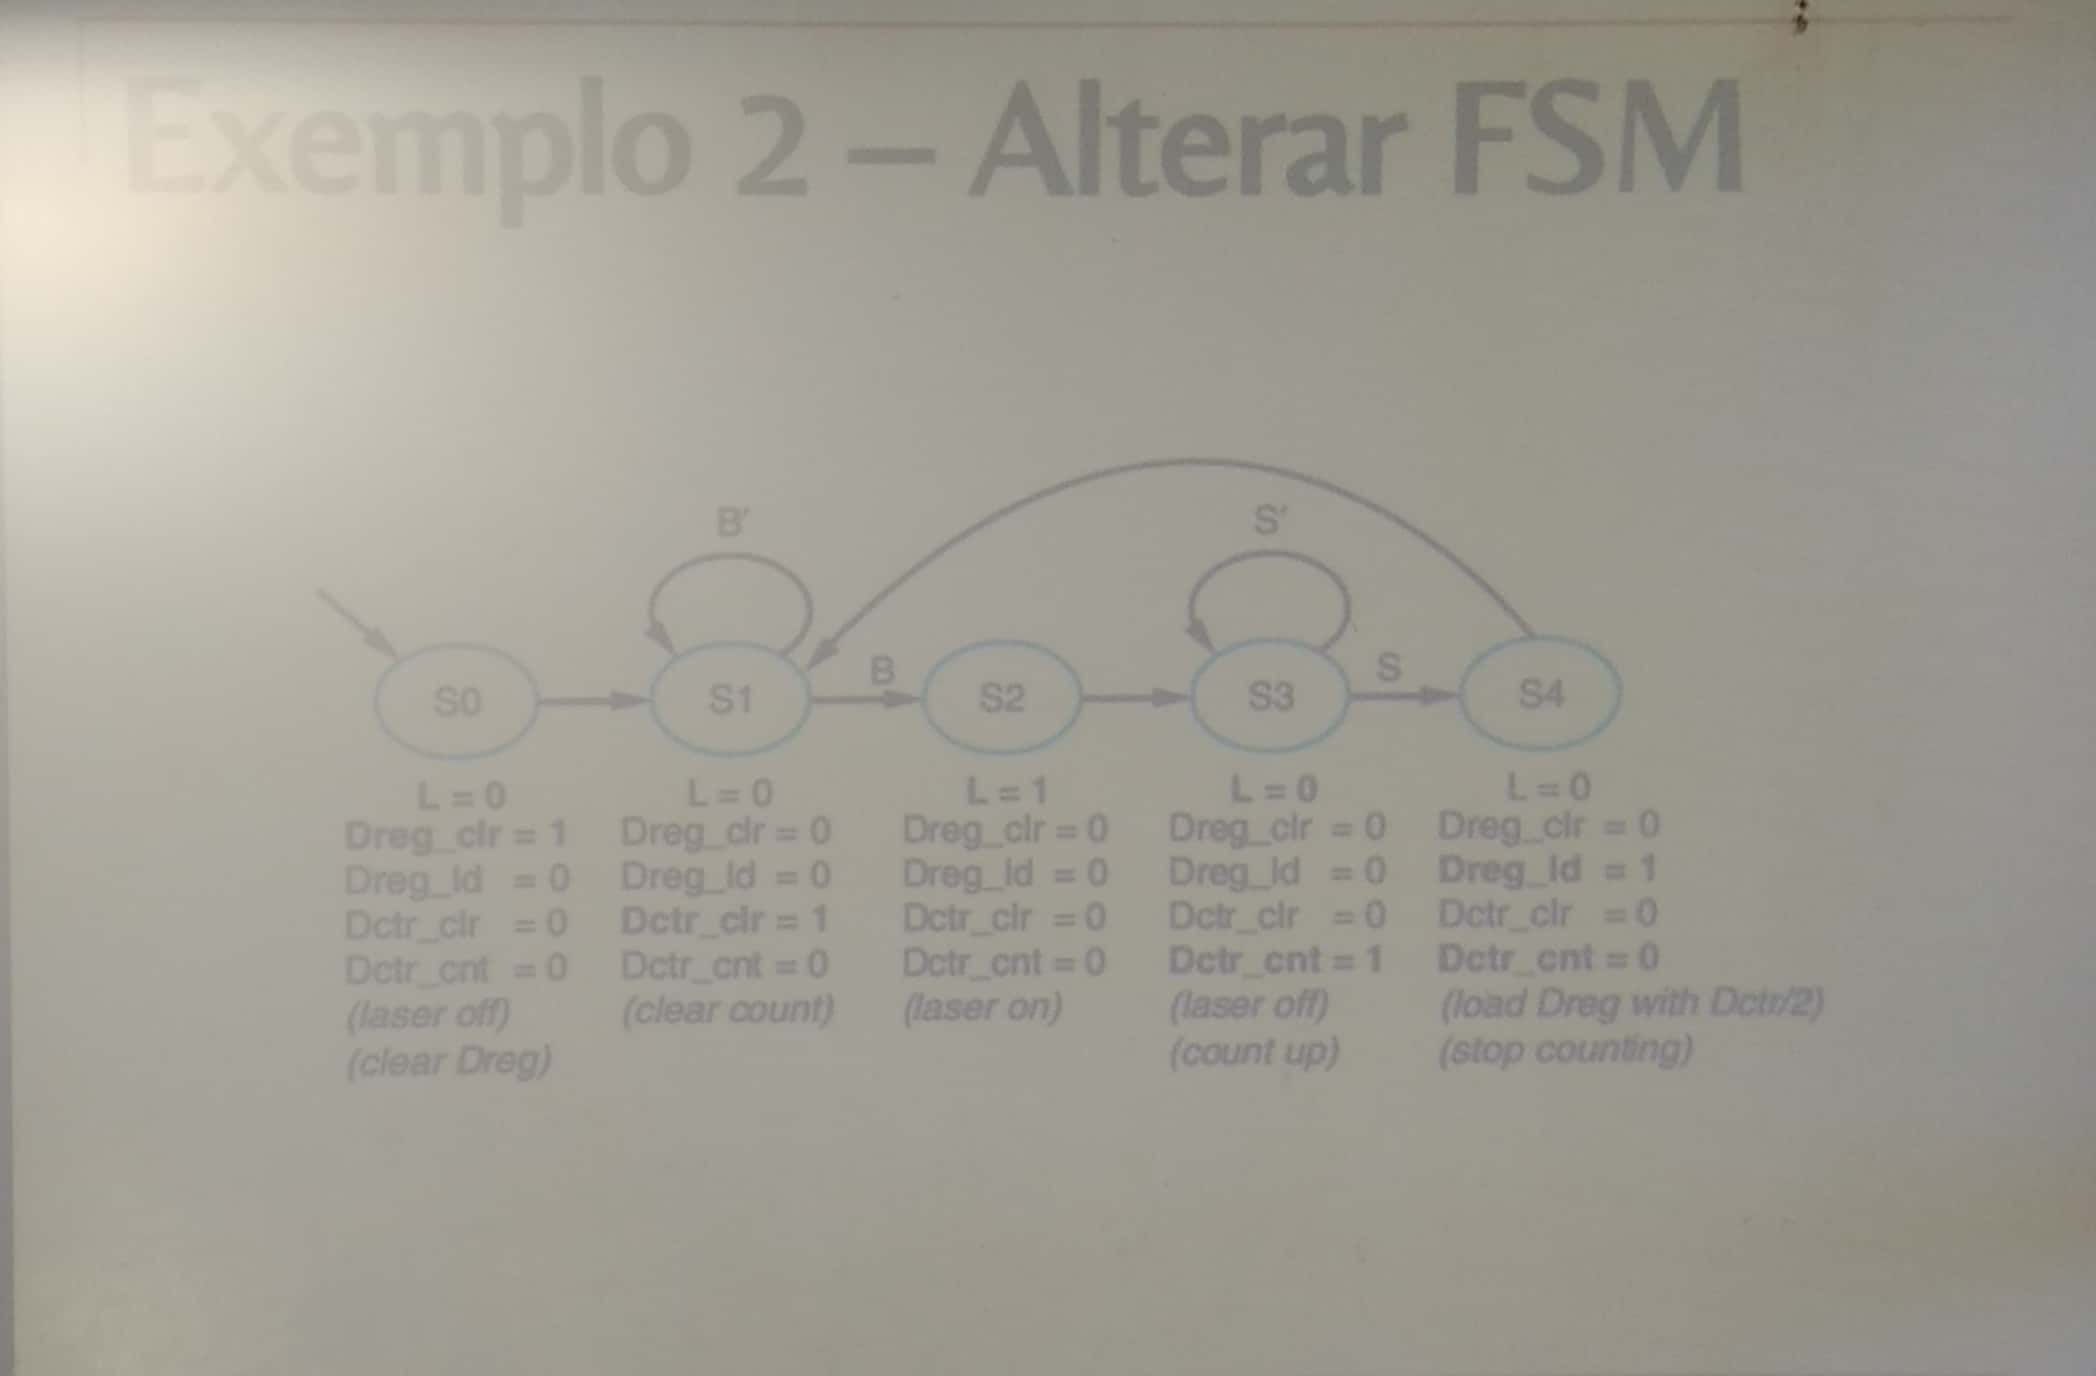 Exemplo 2 – Alterar FSM
B'
S'
B
S
S0
S1
S2
S3
S4
L = 0
Dreg_clr = 1
Dreg_ld = 0
Dctr_clr = 0
Dctr_cnt = 0
(laser off)
(clear Dreg)
L = 0
Dreg_clr = 0
Dreg_ld = 0
Dctr_clr = 1
Dctr_cnt = 0
(clear count)
L = 1
Dreg_clr = 0
Dreg_ld = 0
Dctr_clr = 0
Dctr_cnt = 0
(laser on)
L = 0
Dreg_clr = 0
Dreg_ld = 0
Dctr_clr = 0
Dctr_cnt = 1
(laser off)
(count up)
L = 0
Dreg_clr = 0
Dreg_ld = 1
Dctr_clr = 0
Dctr_cnt = 0
(load Dreg with Dctr/2)
(stop counting)